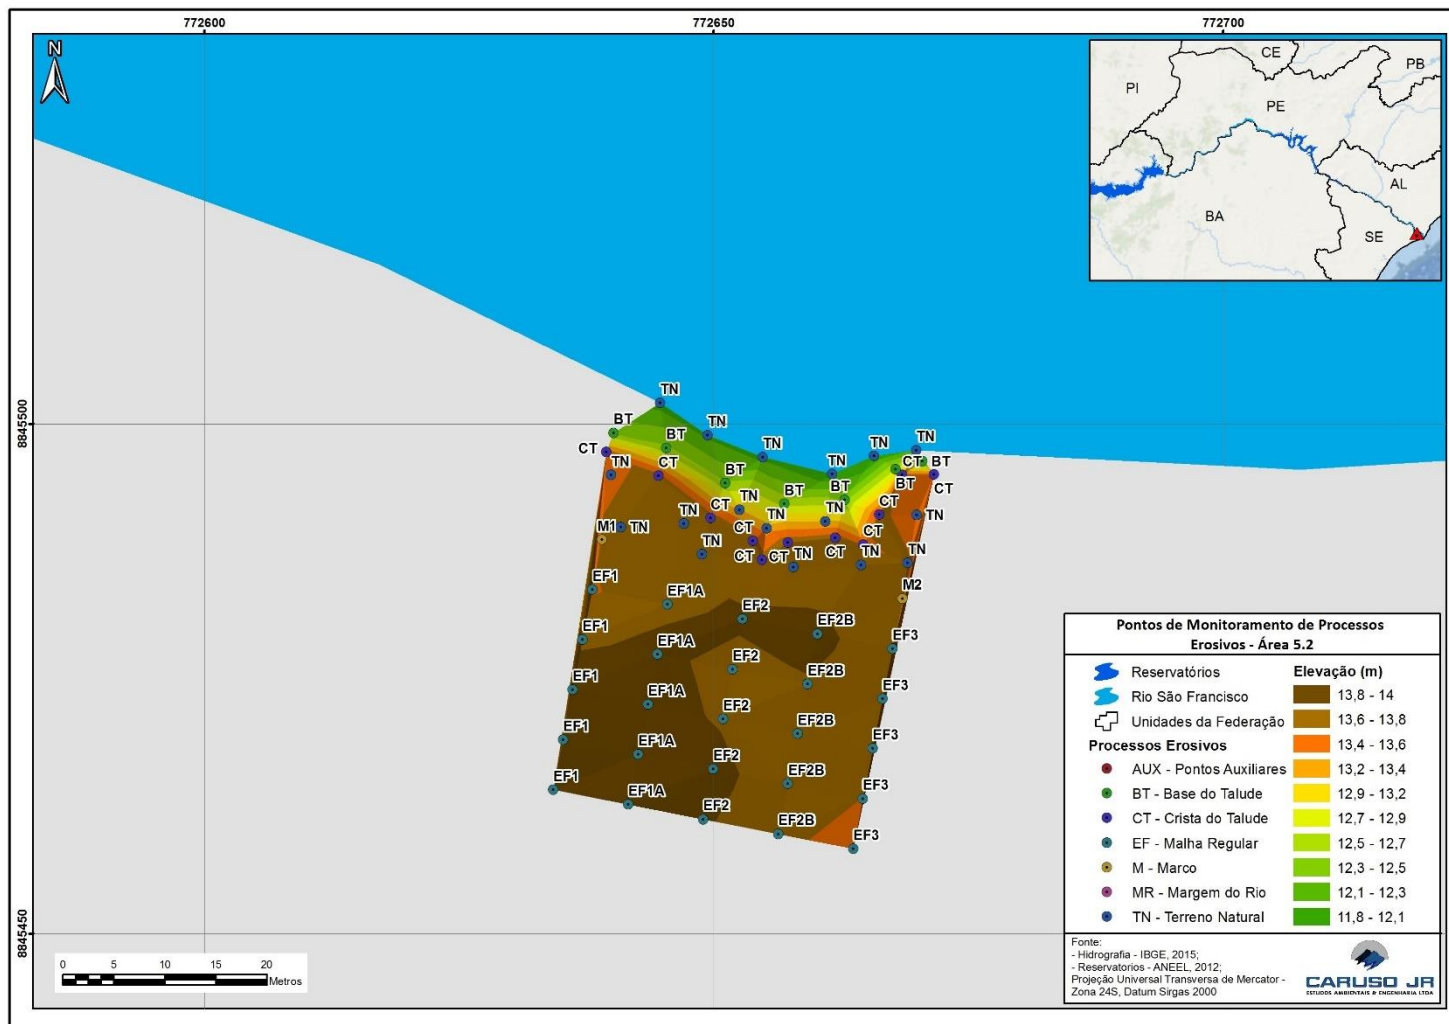 772600
772650
772700
N
CE
PB
PI
PE
AL
BA
SE
8845500
8845450
TN
BT
TN
TN
BT
CT
TN
CT
BT
TN
TN
TN
CT
BT
BT
CT
TN
BT
BT
TN
CT
TN
TN
CT
TN
M1
TN
CT
TN
CT
CT
TN
CT
TN
TN
M2
EF1
EF1A
EF2
EF2B
EF3
EF1
EF1A
EF2
EF2B
EF3
EF1
EF1A
EF2
EF2B
EF3
EF1
EF1A
EF2
EF2B
EF3
EF1
EF1A
EF2
EF2B
EF3
Pontos de Monitoramento de Processos
Erosivos - Área 5.2
Reservatórios
Rio São Francisco
Unidades da Federação
Processos Erosivos
AUX - Pontos Auxiliares
BT - Base do Talude
CT - Crista do Talude
EF - Malha Regular
M - Marco
MR - Margem do Rio
TN - Terreno Natural
Elevação (m)
13,8 - 14
13,6 - 13,8
13,4 - 13,6
13,2 - 13,4
12,9 - 13,2
12,7 - 12,9
12,5 - 12,7
12,3 - 12,5
12,1 - 12,3
11,8 - 12,1
Fonte:
- Hidrografia - IBGE, 2015;
- Reservatorios - ANEEL, 2012;
Projeção Universal Transversa de Mercator -
Zona 24S, Datum Sirgas 2000
CARUSO JR
ESTUDOS AMBIENTAIS & ENGENHARIA LTDA
0 5 10 15 20
Metros